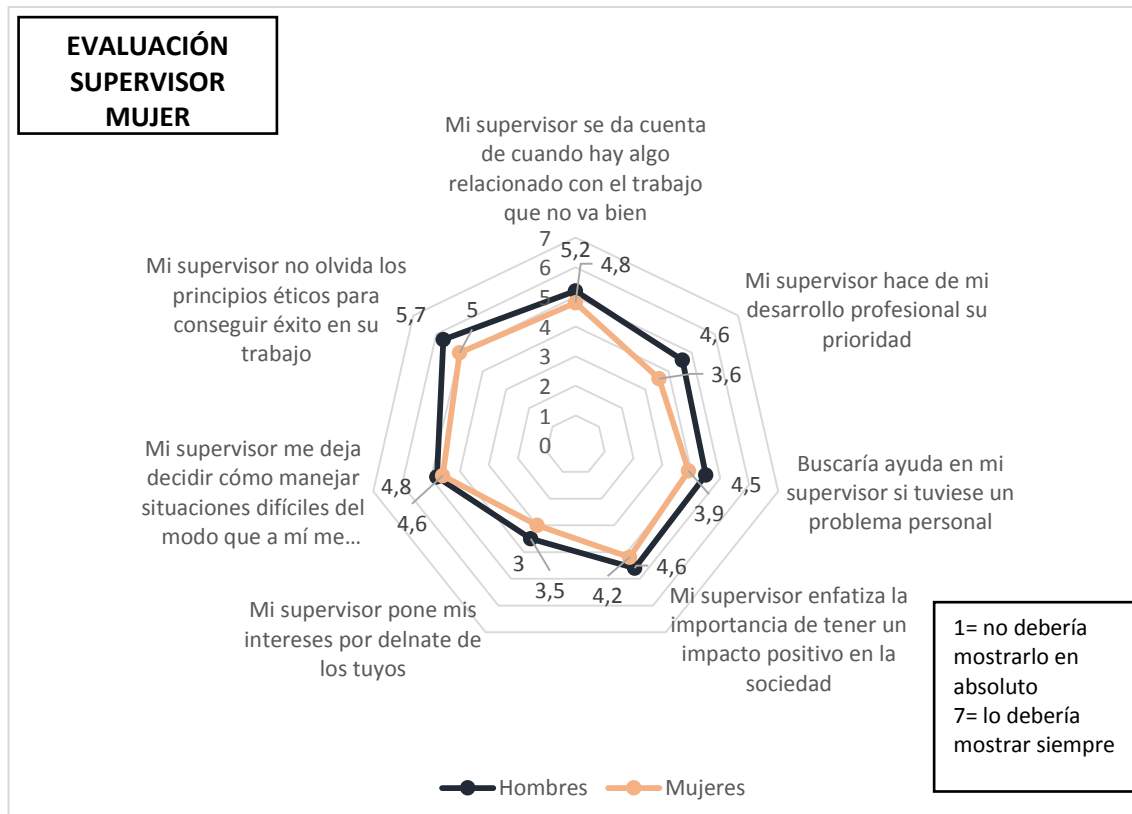 EVALUACIÓN
SUPERVISOR
MUJER
Mi supervisor se da cuenta
de cuando hay algo
relacionado con el trabajo
que no va bien
Mi supervisor hace de mi
desarrollo profesional su
prioridad
Buscaría ayuda en mi
supervisor si tuviese un
problema personal
Mi supervisor enfatiza la
importancia de tener un
impacto positivo en la
sociedad
Mi supervisor pone mis
intereses por delnate de
los tuyos
Mi supervisor me deja
decidir cómo manejar
situaciones difíciles del
modo que a mí me…
Mi supervisor no olvida los
principios éticos para
conseguir éxito en su
trabajo
7
6
5
4
3
2
1
0
5,2
4,8
4,6
3,6
4,5
3,9
4,6
4,2
3,5
3
4,8
4,6
5,7
5
1= no debería
mostrarlo en
absoluto
7= lo debería
mostrar siempre
Hombres
Mujeres